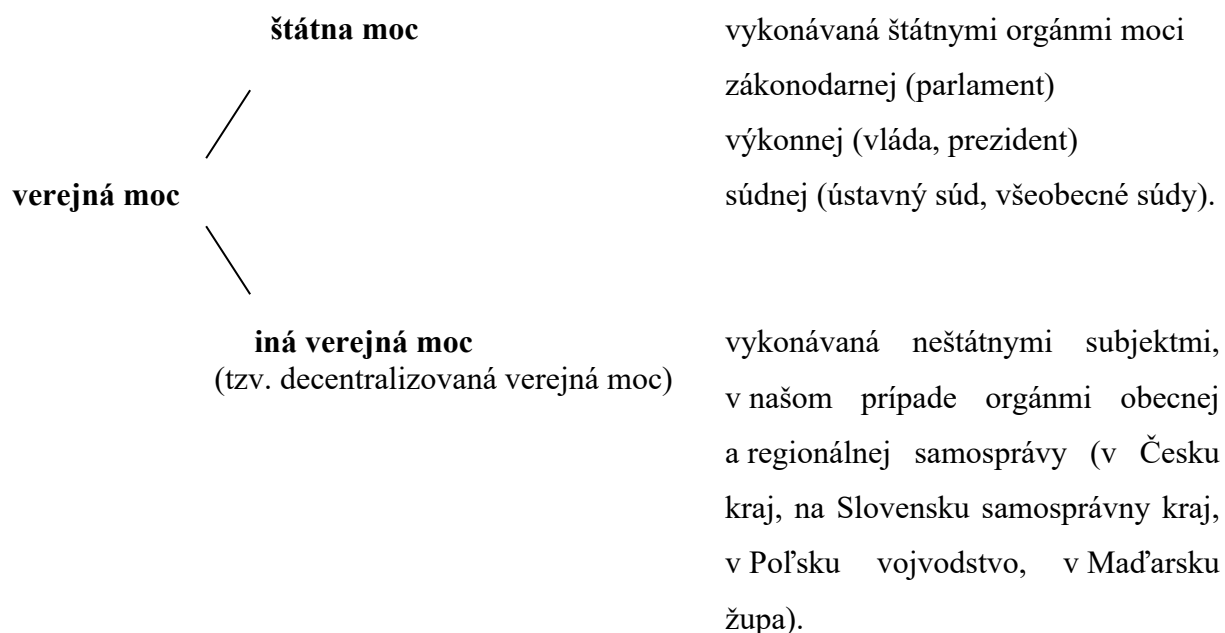 štátna moc
vykonávaná štátnymi orgánmi moci
zákonodarnej (parlament)
výkonnej (vláda, prezident)
verejná moc
súdnej (ústavný súd, všeobecné súdy).
iná verejná moc
(tzv. decentralizovaná verejná moc)
vykonávaná neštátnymi subjektmi,
v našom prípade orgánmi obecnej
a regionálnej samosprávy (v Česku
kraj, na Slovensku samosprávny kraj,
v Poľsku vojvodstvo, v Maďarsku
župa).